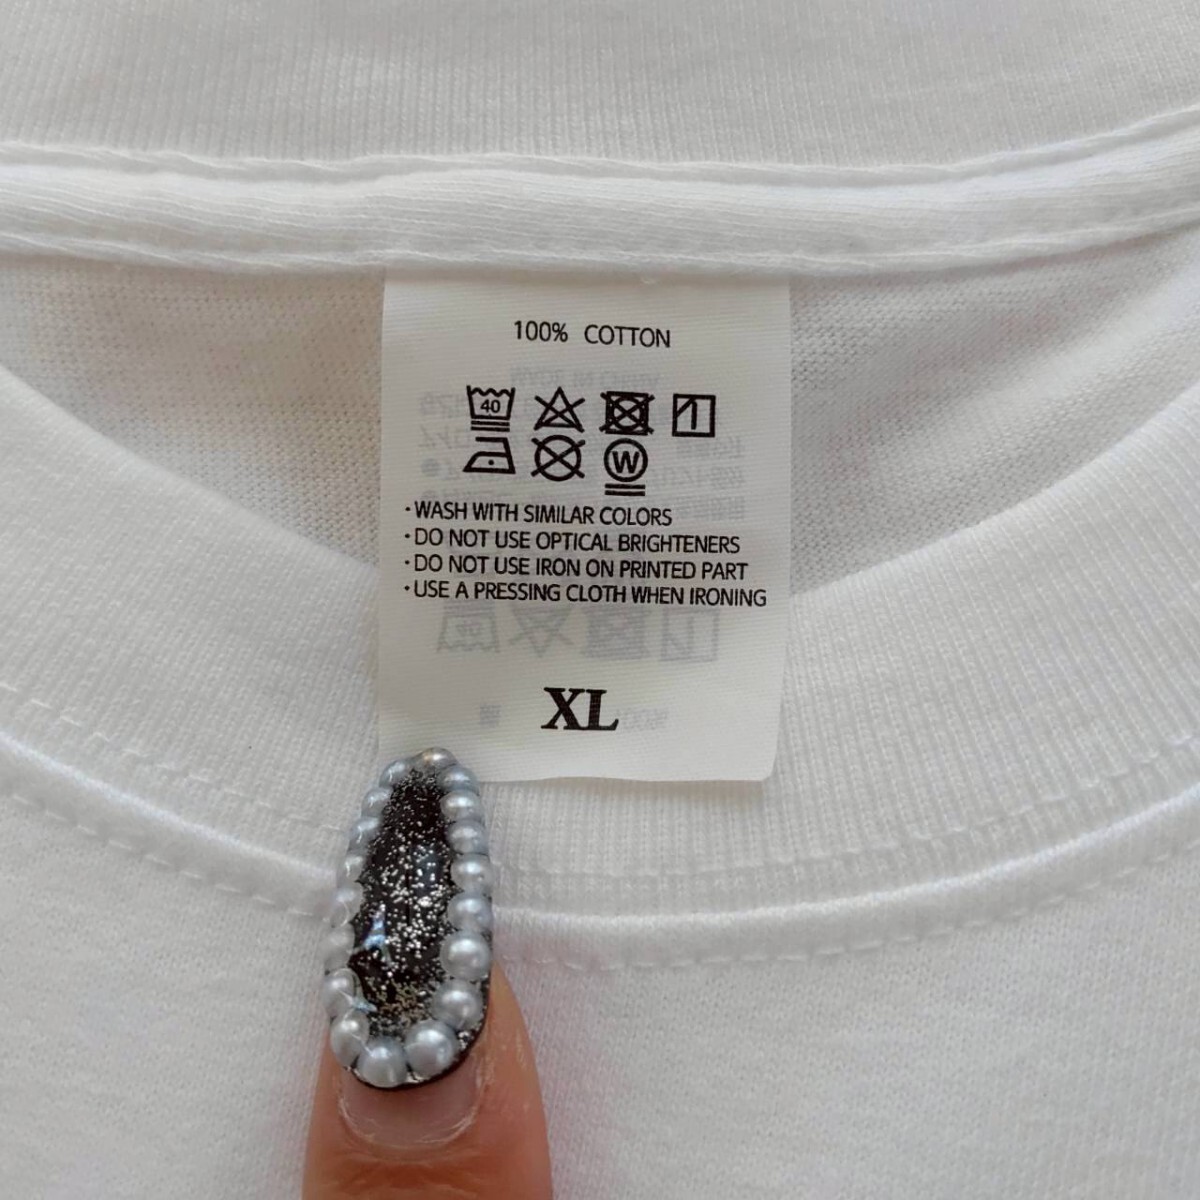 100% COTTON
40
W
· WASH WITH SIMILAR COLORS
· DO NOT USE OPTICAL BRIGHTENERS
· DO NOT USE IRON ON PRINTED PART
· USE A PRESSING CLOTH WHEN IRONING
XL